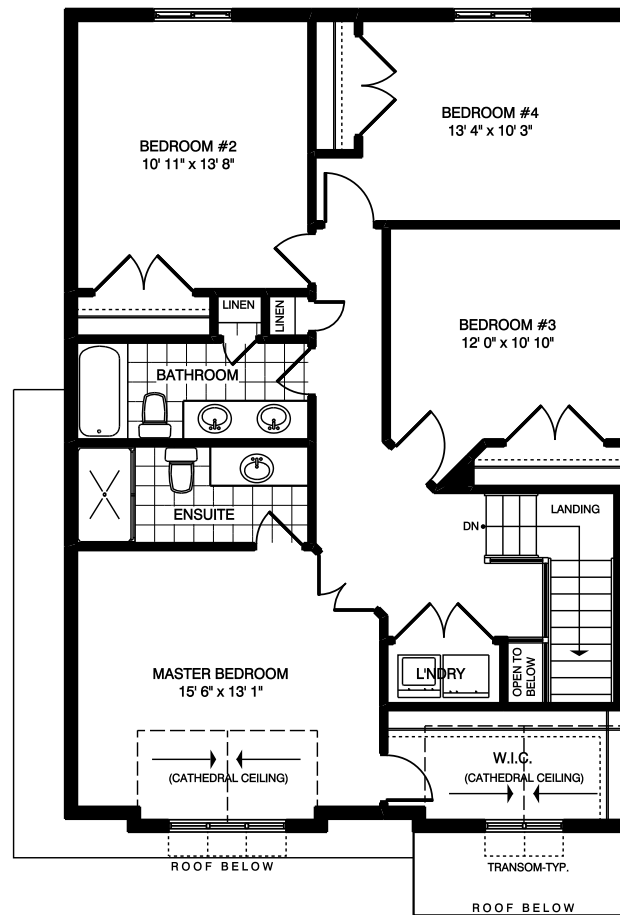 BEDROOM #2
10' 11" x 13' 8"
BEDROOM #4
13' 4" x 10' 3"
LINEN
LINEN
BEDROOM #3
12' 0" x 10' 10"
BATHROOM
ENSUITE
DN
LANDING
MASTER BEDROOM
15' 6" x 13' 1"
L'NDRY
OPEN TO
BELOW
(CATHEDRAL CEILING)
W.I.C.
(CATHEDRAL CEILING)
ROOF BELOW
TRANSOM-TYP.
ROOF BELOW